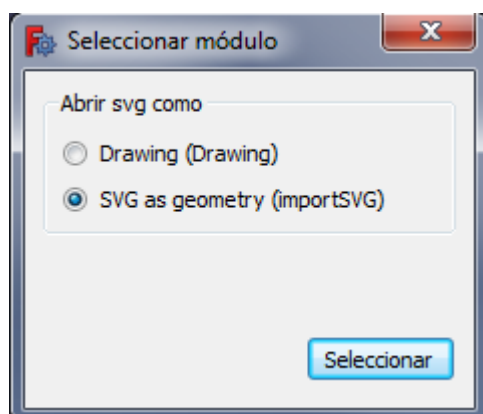 Seleccionar módulo
Abrir svg como
Drawing (Drawing)
SVG as geometry (importSVG)
Seleccionar